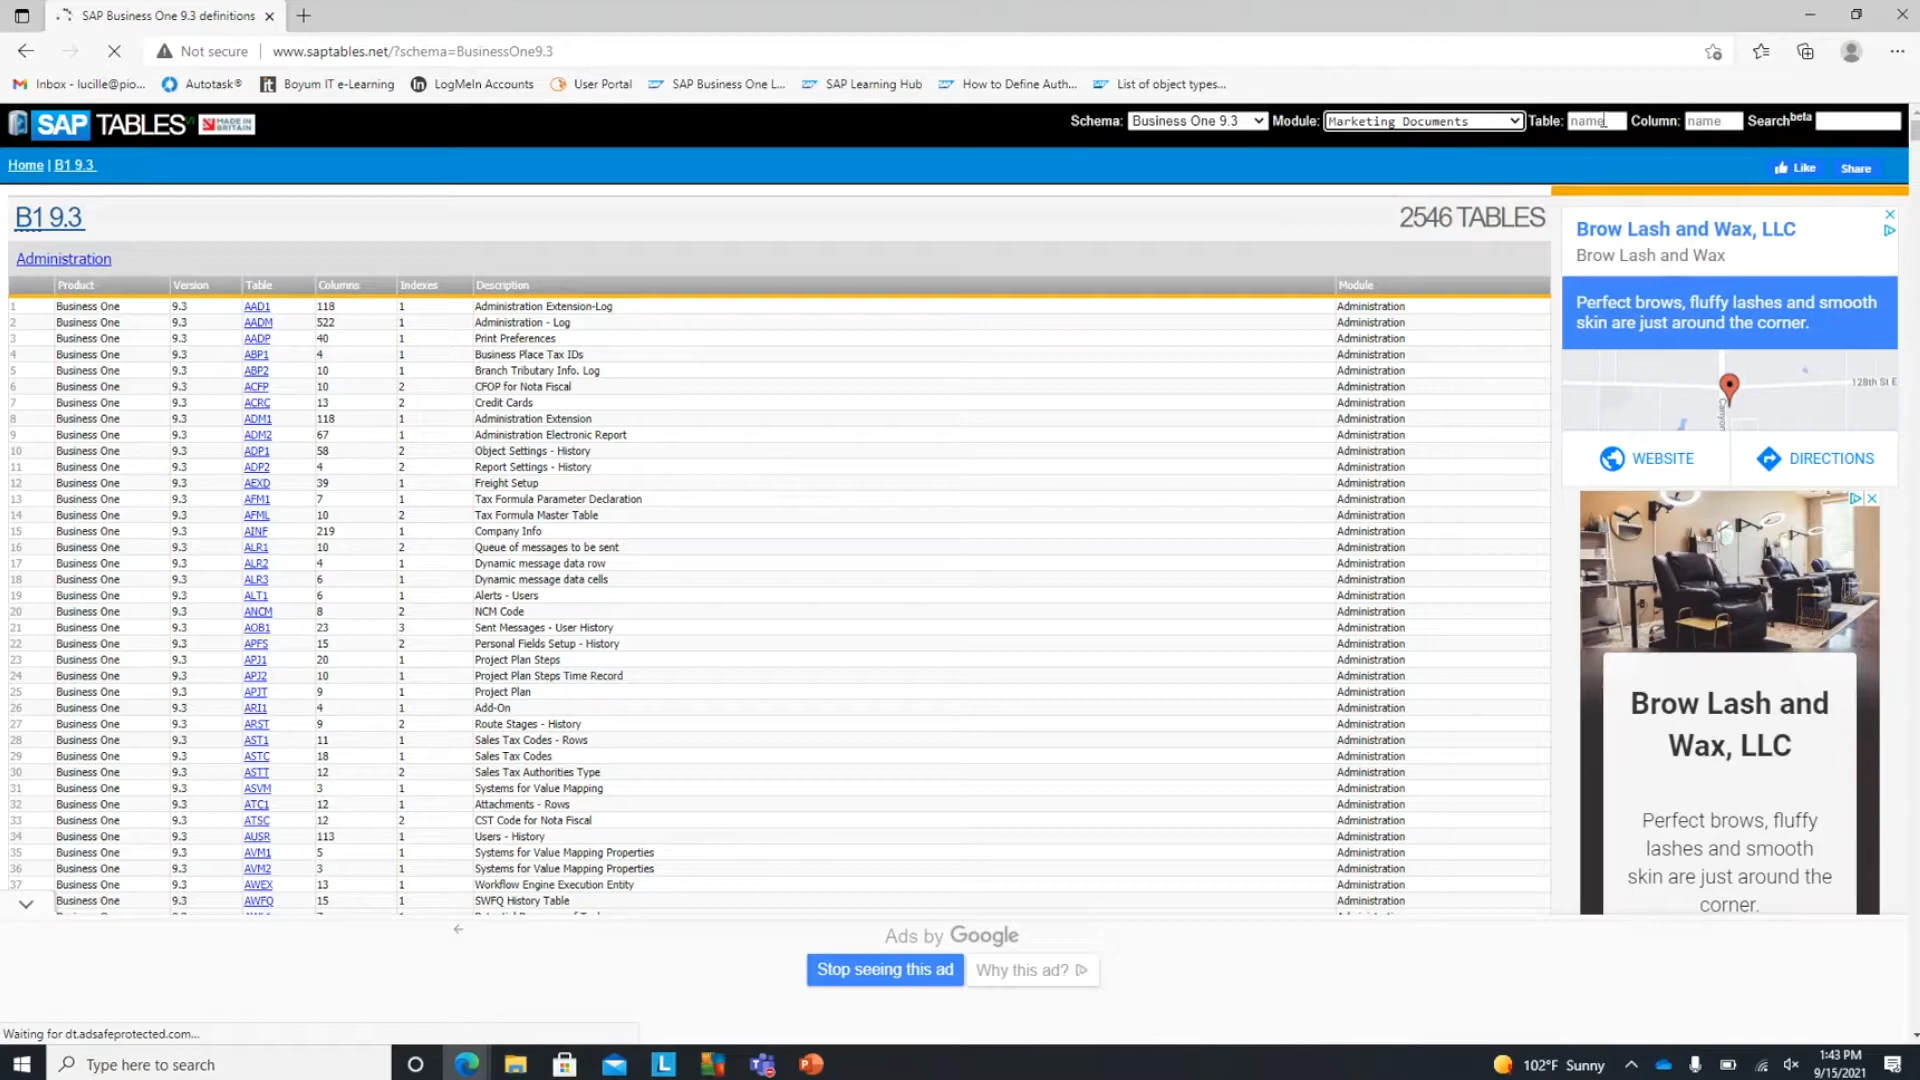 SAP Business One 9.3 definitions
Not secure www.saptables.net/?schema=BusinessOne9.3
Inbox - lucille@pio... Autotask® Boyum IT e-Learning LogMeIn Accounts User Portal SAP Business One L... SAP Learning Hub How to Define Auth... List of object types...
SAP TABLES MADE IN BRITAIN Schema: Business One 9.3 Module: Marketing Documents Table: name Column: name Search beta
Home | B1 9.3 Like Share
B1 9.3 2546 TABLES
Administration
Product Version Table Columns Indexes Description Module
1 Business One 9.3 AAD1 118 1 Administration Extension-Log Administration
2 Business One 9.3 AADM 522 1 Administration - Log Administration
3 Business One 9.3 AADP 40 1 Print Preferences Administration
4 Business One 9.3 ABP1 4 1 Business Place Tax IDs Administration
5 Business One 9.3 ABP2 10 1 Branch Tributary Info. Log Administration
6 Business One 9.3 ACFP 10 2 CFOP for Nota Fiscal Administration
7 Business One 9.3 ACRC 13 2 Credit Cards Administration
8 Business One 9.3 ADM1 118 1 Administration Extension Administration
9 Business One 9.3 ADM2 67 1 Administration Electronic Report Administration
10 Business One 9.3 ADP1 58 2 Object Settings - History Administration
11 Business One 9.3 ADP2 4 2 Report Settings - History Administration
12 Business One 9.3 AEXD 39 1 Freight Setup Administration
13 Business One 9.3 AFM1 7 1 Tax Formula Parameter Declaration Administration
14 Business One 9.3 AFML 10 2 Tax Formula Master Table Administration
15 Business One 9.3 AINF 219 1 Company Info Administration
16 Business One 9.3 ALR1 10 2 Queue of messages to be sent Administration
17 Business One 9.3 ALR2 4 1 Dynamic message data row Administration
18 Business One 9.3 ALR3 6 1 Dynamic message data cells Administration
19 Business One 9.3 ALT1 6 1 Alerts - Users Administration
20 Business One 9.3 ANCM 8 2 NCM Code Administration
21 Business One 9.3 AOB1 23 3 Sent Messages - User History Administration
22 Business One 9.3 APFS 15 2 Personal Fields Setup - History Administration
23 Business One 9.3 APJ1 20 1 Project Plan Steps Administration
24 Business One 9.3 APJ2 10 1 Project Plan Steps Time Record Administration
25 Business One 9.3 APJT 9 1 Project Plan Administration
26 Business One 9.3 ARI1 4 1 Add-On Administration
27 Business One 9.3 ARST 9 2 Route Stages - History Administration
28 Business One 9.3 AST1 11 1 Sales Tax Codes - Rows Administration
29 Business One 9.3 ASTC 18 1 Sales Tax Codes Administration
30 Business One 9.3 ASTT 12 2 Sales Tax Authorities Type Administration
31 Business One 9.3 ASVM 3 1 Systems for Value Mapping Administration
32 Business One 9.3 ATC1 12 1 Attachments - Rows Administration
33 Business One 9.3 ATSC 12 2 CST Code for Nota Fiscal Administration
34 Business One 9.3 AUSR 113 1 Users - History Administration
35 Business One 9.3 AVM1 5 1 Systems for Value Mapping Properties Administration
36 Business One 9.3 AVM2 3 1 Systems for Value Mapping Properties Administration
37 Business One 9.3 AWEX 13 1 Workflow Engine Execution Entity Administration
Business One 9.3 AWFQ 15 1 SWFQ History Table Administration
Brow Lash and Wax, LLC
Brow Lash and Wax
Perfect brows, fluffy lashes and smooth
skin are just around the corner.
128th St E
Canyon
WEBSITE DIRECTIONS
Brow Lash and
Wax, LLC
Perfect brows, fluffy
lashes and smooth
skin are just around the
corner.
Ads by Google
Stop seeing this ad Why this ad?
Waiting for dt.adsafeprotected.com...
Type here to search 102°F Sunny 1:43 PM
9/15/2021